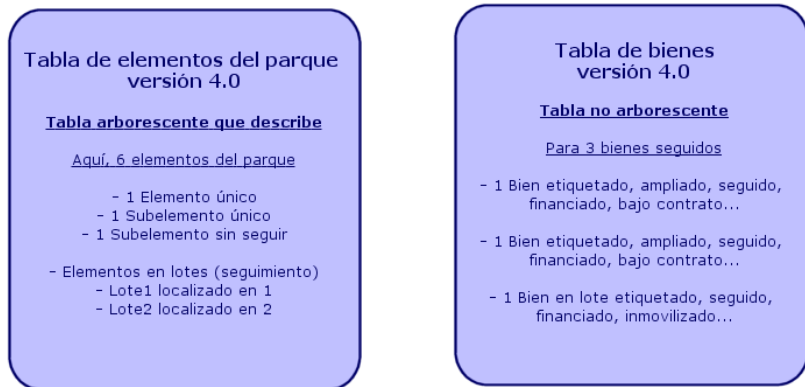 Tabla de elementos del parque
versión 4.0
Tabla arborescente que describe
Aquí, 6 elementos del parque
- 1 Elemento único
- 1 Subelemento único
- 1 Subelemento sin seguir
- Elementos en lotes (seguimiento)
- Lote1 localizado en 1
- Lote2 localizado en 2
Tabla de bienes
versión 4.0
Tabla no arborescente
Para 3 bienes seguidos
- 1 Bien etiquetado, ampliado, seguido,
financiado, bajo contrato...
- 1 Bien etiquetado, ampliado, seguido,
financiado, bajo contrato...
- 1 Bien en lote etiquetado, seguido,
financiado, inmovilizado...